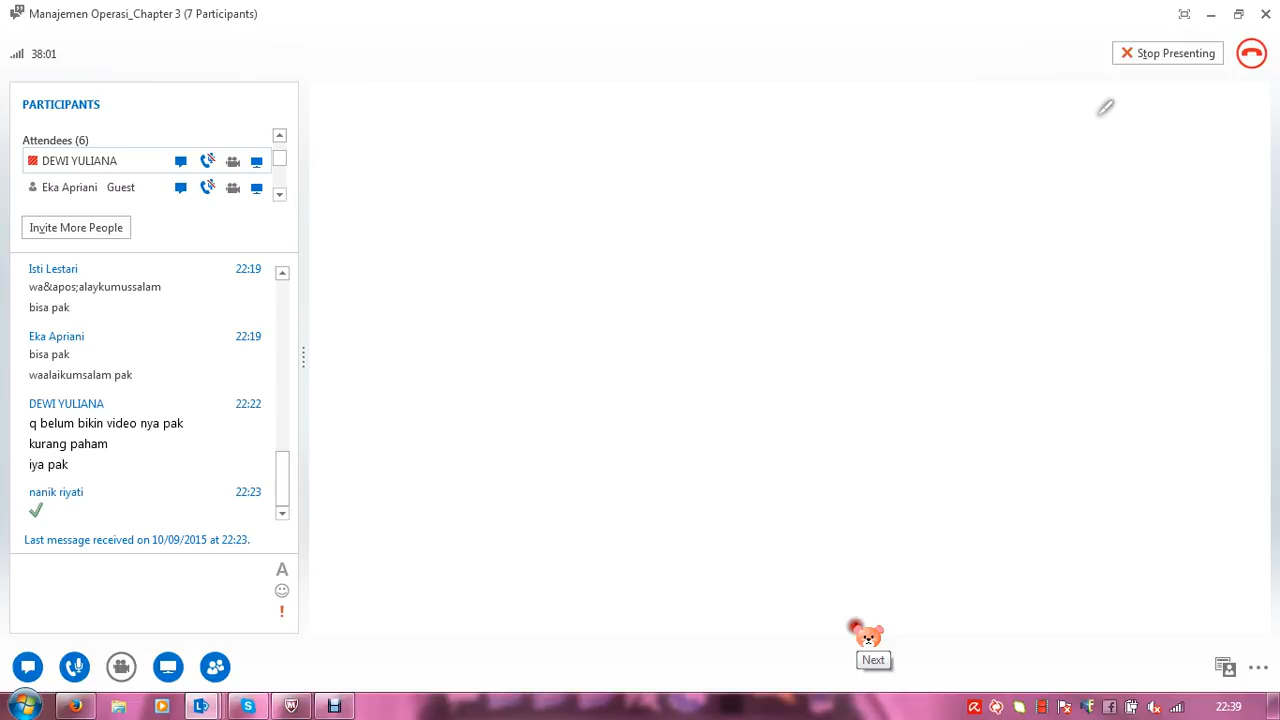 Manajemen Operasi_Chapter 3 (7 Participants)
38:01
Stop Presenting
PARTICIPANTS
Attendees (6)
DEWI YULIANA
Eka Apriani Guest
Invite More People
Isti Lestari 22:19
wa&apos;alaykumussalam
bisa pak
Eka Apriani 22:19
bisa pak
waalaikumsalam pak
DEWI YULIANA 22:22
q belum bikin video nya pak
kurang paham
iya pak
nanik riyati 22:23
Last message received on 10/09/2015 at 22:23.
A
!
Next
22:39